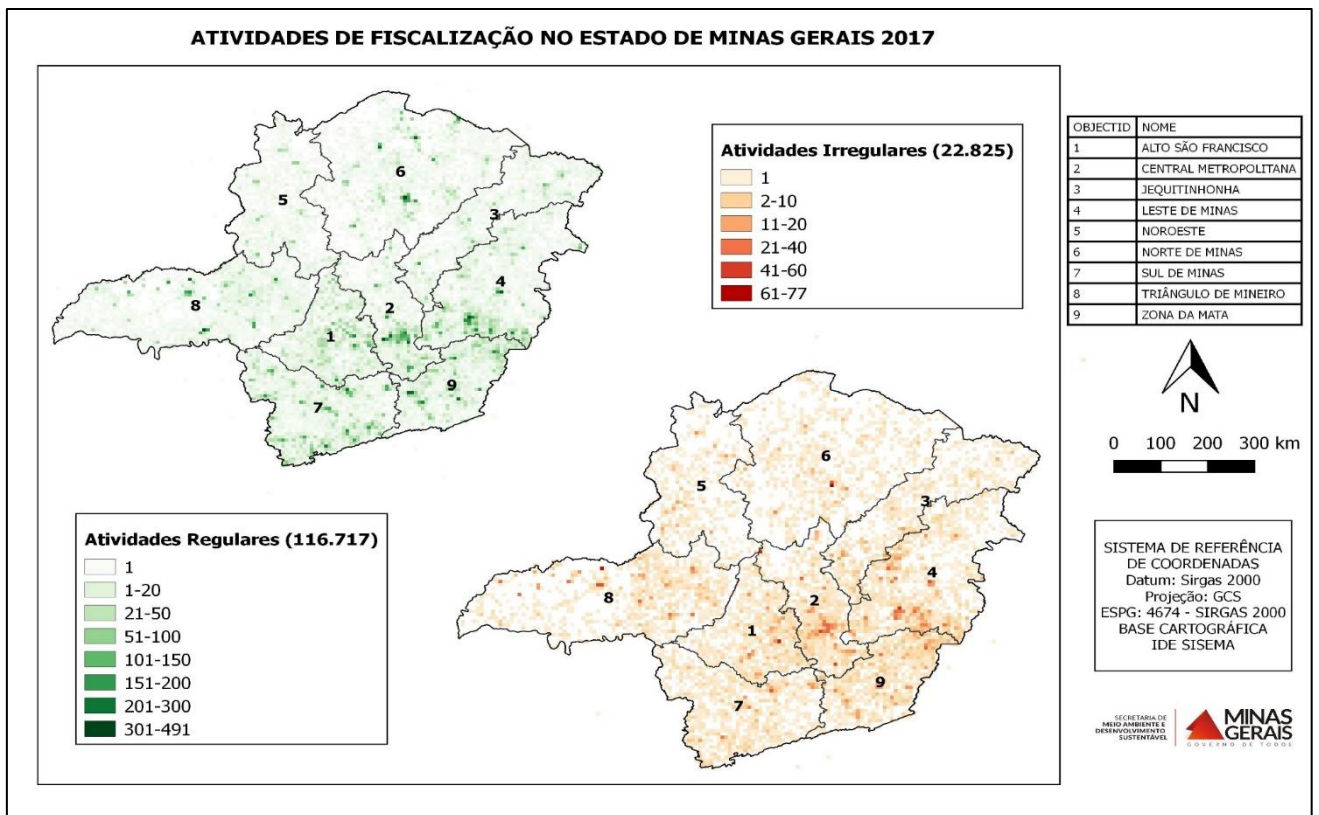 ATIVIDADES DE FISCALIZAÇÃO NO ESTADO DE MINAS GERAIS 2017
6
5
3
4
8
2
1
9
7
Atividades Irregulares (22.825)
1
2-10
11-20
21-40
41-60
61-77
Atividades Regulares (116.717)
1
1-20
21-50
51-100
101-150
151-200
201-300
301-491
6
5
3
4
8
2
1
9
7
OBJECTID NOME
1 ALTO SÃO FRANCISCO
2 CENTRAL METROPOLITANA
3 JEQUITINHONHA
4 LESTE DE MINAS
5 NOROESTE
6 NORTE DE MINAS
7 SUL DE MINAS
8 TRIÂNGULO DE MINEIRO
9 ZONA DA MATA
N
0 100 200 300 km
SISTEMA DE REFERÊNCIA
DE COORDENADAS
Datum: Sirgas 2000
Projeção: GCS
ESPG: 4674 - SIRGAS 2000
BASE CARTOGRÁFICA
IDE SISEMA
SECRETARIA DE
MEIO AMBIENTE E
DESENVOLVIMENTO
SUSTENTÁVEL
MINAS
GERAIS
GOVERNO DE TODOS